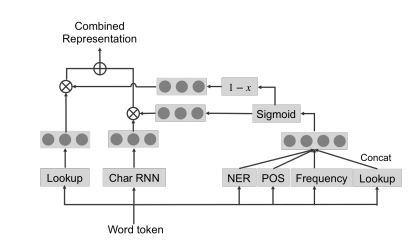 Combined
Representation
1 − x
Sigmoid
Concat
Lookup
Char RNN
NER
POS
Frequency
Lookup
Word token